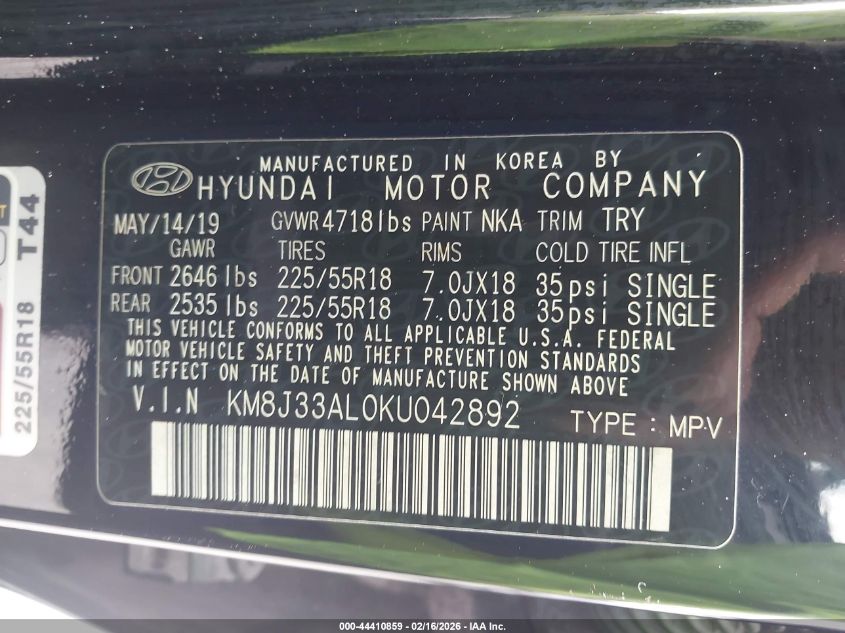 MANUFACTURED IN KOREA BY
HYUNDAI MOTOR COMPANY
MAY/14/19 GVWR 4718lbs PAINT NKA TRIM TRY
GAWR TIRES RIMS COLD TIRE INFL
FRONT 2646 lbs 225/55R18 7.0JX18 35psi SINGLE
REAR 2535 lbs 225/55R18 7.0JX18 35psi SINGLE
THIS VEHICLE CONFORMS TO ALL APPLICABLE U.S.A. FEDERAL
MOTOR VEHICLE SAFETY AND THEFT PREVENTION STANDARDS
IN EFFECT ON THE DATE OF MANUFACTURE SHOWN ABOVE
V.I.N KM8J33AL0KU042892 TYPE : MPV
225/55R18 T44
000-44410859 - 02/16/2026 - IAA Inc.